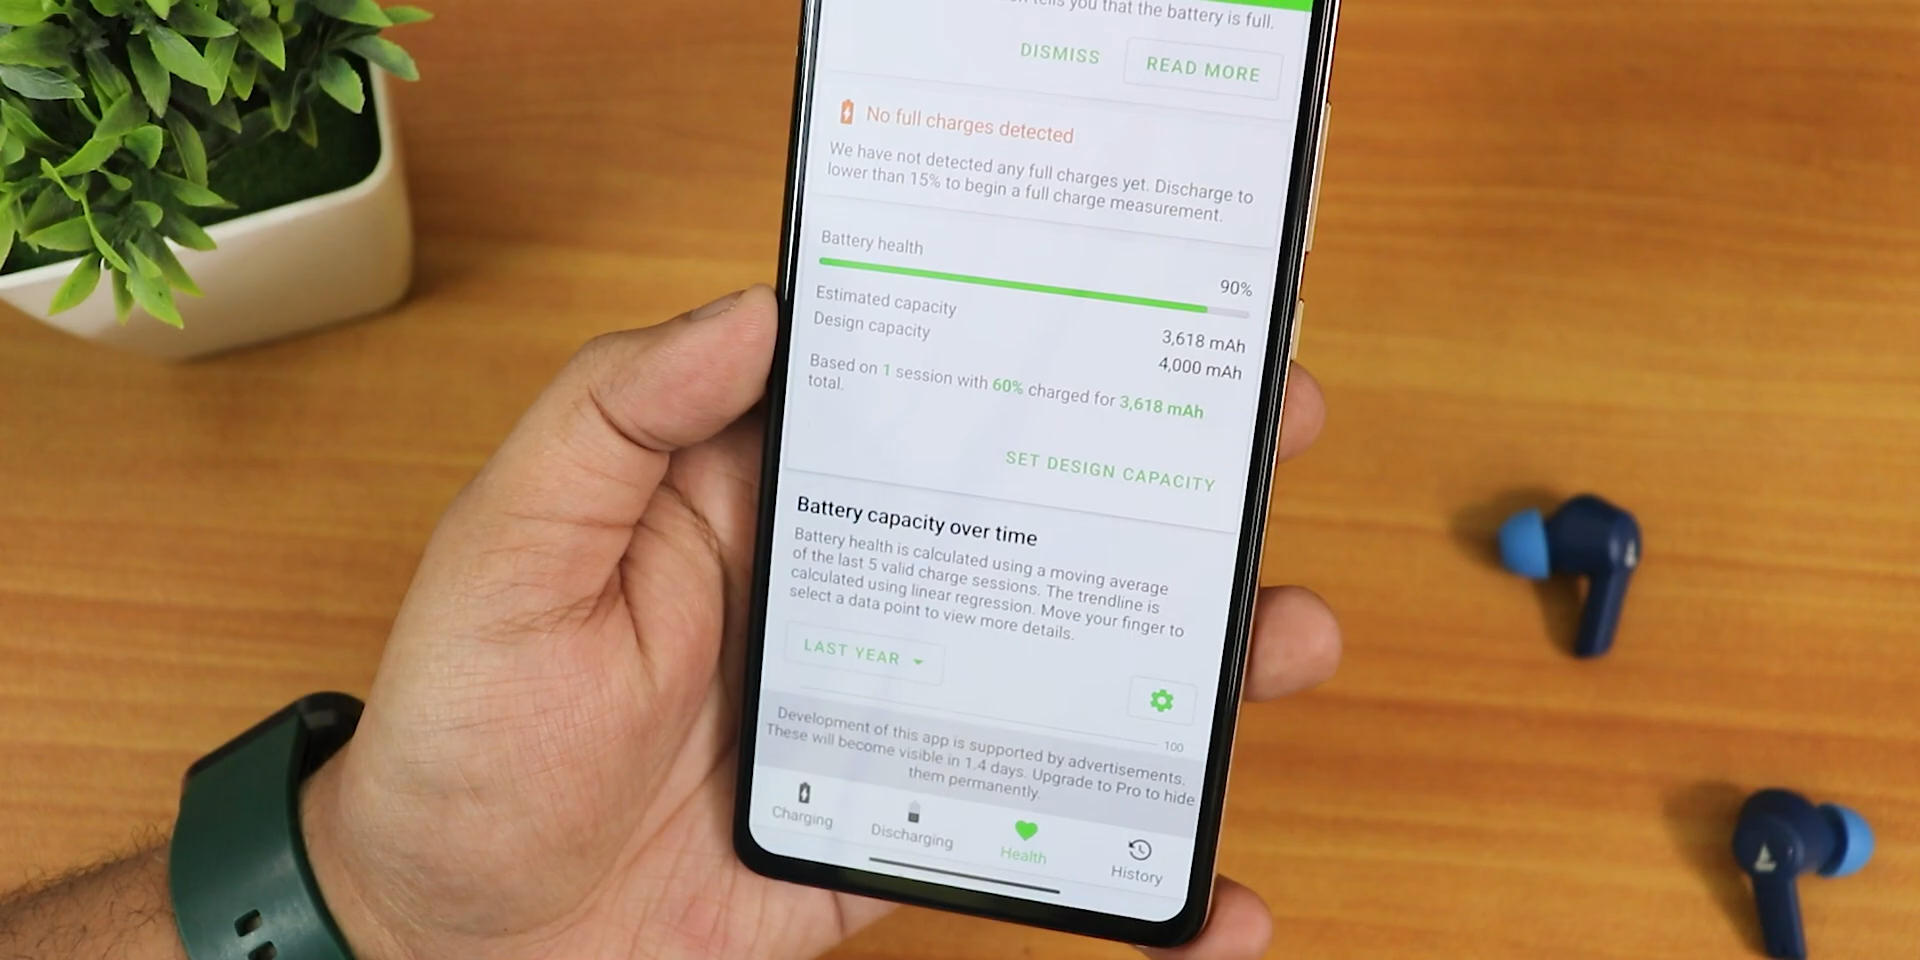 tells you that the battery is full.
DISMISS
READ MORE
No full charges detected
We have not detected any full charges yet. Discharge to
lower than 15% to begin a full charge measurement.
Battery health
90%
Estimated capacity
3,618 mAh
Design capacity
4,000 mAh
Based on 1 session with 60% charged for 3,618 mAh
total.
SET DESIGN CAPACITY
Battery capacity over time
Battery health is calculated using a moving average
of the last 5 valid charge sessions. The trendline is
calculated using linear regression. Move your finger to
select a data point to view more details.
LAST YEAR
100
Development of this app is supported by advertisements.
These will become visible in 1.4 days. Upgrade to Pro to hide
them permanently.
Charging
Discharging
Health
History